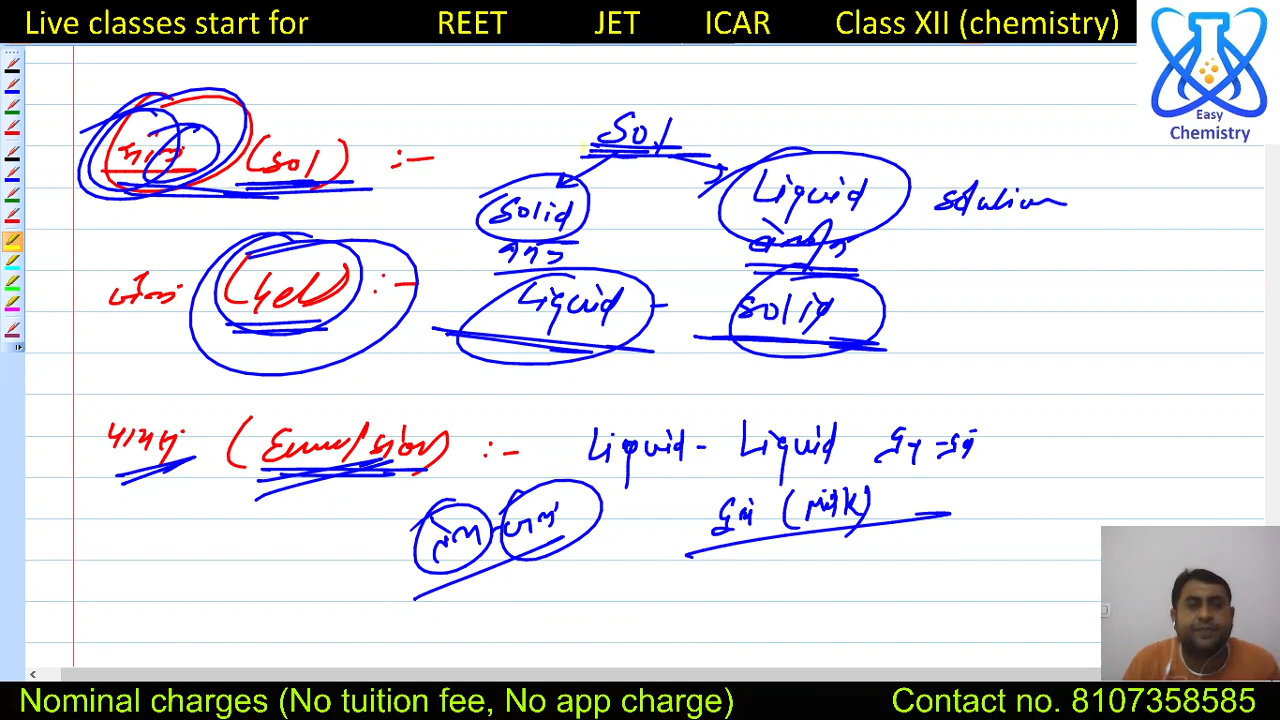 Live classes start for REET JET ICAR Class XII (chemistry)
Easy
Chemistry
Sol
(Sol) :-
Solid Liquid solution
(Gel) :-
Liquid - Solid
(Emulsion) :- Liquid - Liquid
(Milk)
Nominal charges (No tuition fee, No app charge) Contact no. 8107358585